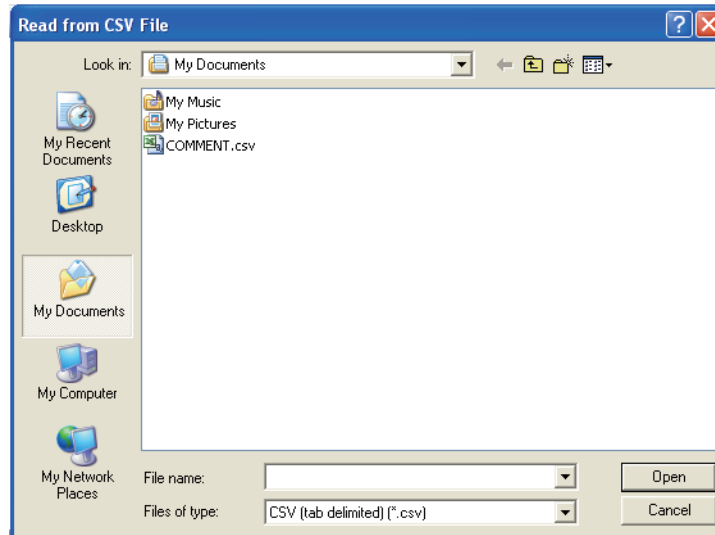 Read from CSV File
Look in:
My Documents
My Recent
Documents
Desktop
My Documents
My Computer
My Network
Places
My Music
My Pictures
COMMENT.csv
File name:
Open
Files of type:
CSV (tab delimited) (*.csv)
Cancel